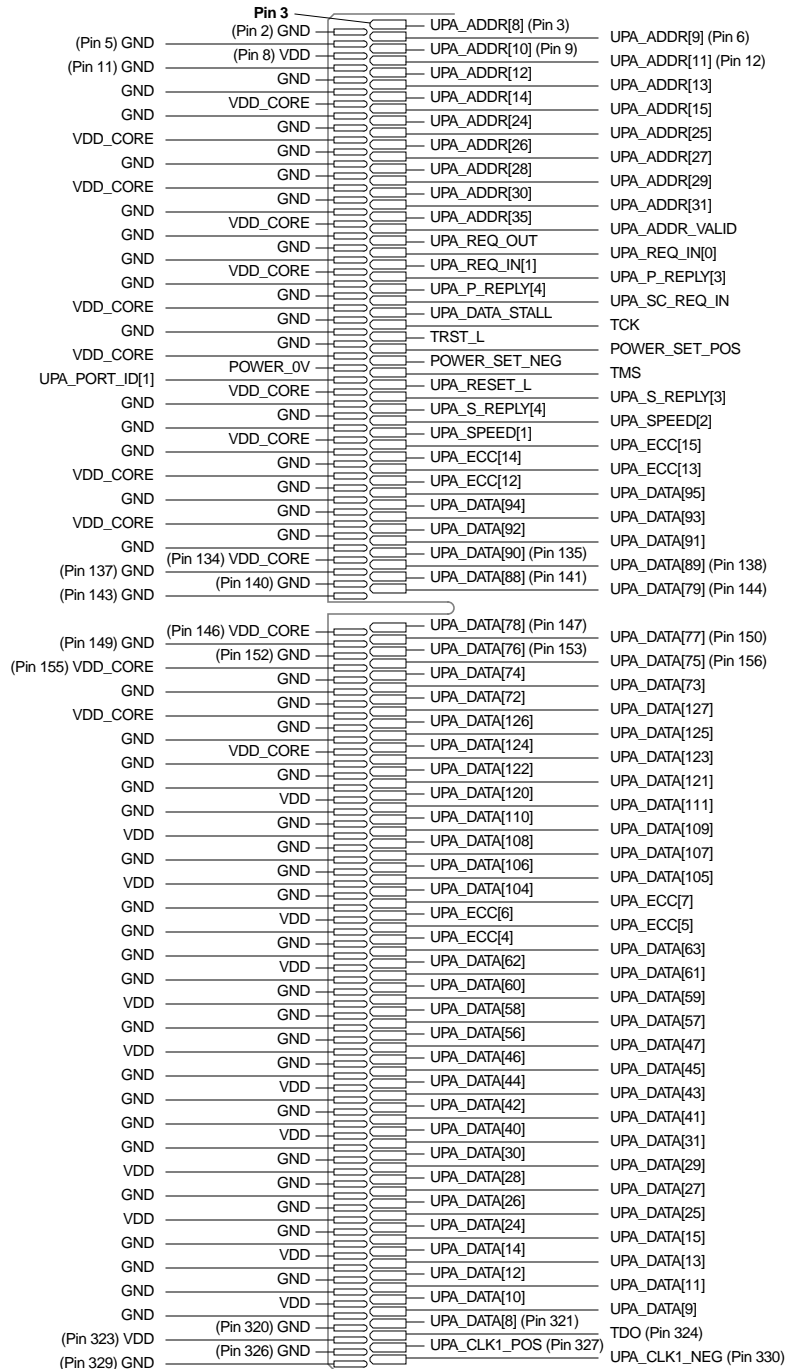 Pin 3
(Pin 2) GND UPA_ADDR[8] (Pin 3)
(Pin 5) GND UPA_ADDR[9] (Pin 6)
(Pin 8) VDD UPA_ADDR[10] (Pin 9)
(Pin 11) GND UPA_ADDR[11] (Pin 12)
GND UPA_ADDR[12]
GND UPA_ADDR[13]
VDD_CORE UPA_ADDR[14]
GND UPA_ADDR[15]
GND UPA_ADDR[24]
VDD_CORE UPA_ADDR[25]
GND UPA_ADDR[26]
GND UPA_ADDR[27]
GND UPA_ADDR[28]
VDD_CORE UPA_ADDR[29]
GND UPA_ADDR[30]
GND UPA_ADDR[31]
VDD_CORE UPA_ADDR[35]
GND UPA_ADDR_VALID
GND UPA_REQ_OUT
GND UPA_REQ_IN[0]
VDD_CORE UPA_REQ_IN[1]
GND UPA_P_REPLY[3]
GND UPA_P_REPLY[4]
VDD_CORE UPA_SC_REQ_IN
GND UPA_DATA_STALL
GND TCK
GND TRST_L
VDD_CORE POWER_SET_POS
POWER_0V POWER_SET_NEG
UPA_PORT_ID[1] TMS
VDD_CORE UPA_RESET_L
GND UPA_S_REPLY[3]
GND UPA_S_REPLY[4]
GND UPA_SPEED[2]
VDD_CORE UPA_SPEED[1]
GND UPA_ECC[15]
GND UPA_ECC[14]
VDD_CORE UPA_ECC[13]
GND UPA_ECC[12]
GND UPA_DATA[95]
GND UPA_DATA[94]
VDD_CORE UPA_DATA[93]
GND UPA_DATA[92]
GND UPA_DATA[91]
(Pin 134) VDD_CORE UPA_DATA[90] (Pin 135)
(Pin 137) GND UPA_DATA[89] (Pin 138)
(Pin 140) GND UPA_DATA[88] (Pin 141)
(Pin 143) GND UPA_DATA[79] (Pin 144)
(Pin 146) VDD_CORE UPA_DATA[78] (Pin 147)
(Pin 149) GND UPA_DATA[77] (Pin 150)
(Pin 152) GND UPA_DATA[76] (Pin 153)
(Pin 155) VDD_CORE UPA_DATA[75] (Pin 156)
GND UPA_DATA[74]
GND UPA_DATA[73]
GND UPA_DATA[72]
VDD_CORE UPA_DATA[127]
GND UPA_DATA[126]
GND UPA_DATA[125]
VDD_CORE UPA_DATA[124]
GND UPA_DATA[123]
GND UPA_DATA[122]
GND UPA_DATA[121]
VDD UPA_DATA[120]
GND UPA_DATA[111]
GND UPA_DATA[110]
VDD UPA_DATA[109]
GND UPA_DATA[108]
GND UPA_DATA[107]
GND UPA_DATA[106]
VDD UPA_DATA[105]
GND UPA_DATA[104]
GND UPA_ECC[7]
VDD UPA_ECC[6]
GND UPA_ECC[5]
GND UPA_ECC[4]
GND UPA_DATA[63]
VDD UPA_DATA[62]
GND UPA_DATA[61]
GND UPA_DATA[60]
VDD UPA_DATA[59]
GND UPA_DATA[58]
GND UPA_DATA[57]
GND UPA_DATA[56]
VDD UPA_DATA[47]
GND UPA_DATA[46]
GND UPA_DATA[45]
VDD UPA_DATA[44]
GND UPA_DATA[43]
GND UPA_DATA[42]
GND UPA_DATA[41]
VDD UPA_DATA[40]
GND UPA_DATA[31]
GND UPA_DATA[30]
VDD UPA_DATA[29]
GND UPA_DATA[28]
GND UPA_DATA[27]
GND UPA_DATA[26]
VDD UPA_DATA[25]
GND UPA_DATA[24]
GND UPA_DATA[15]
VDD UPA_DATA[14]
GND UPA_DATA[13]
GND UPA_DATA[12]
GND UPA_DATA[11]
VDD UPA_DATA[10]
GND UPA_DATA[9]
(Pin 320) GND UPA_DATA[8] (Pin 321)
(Pin 323) VDD TDO (Pin 324)
(Pin 326) GND UPA_CLK1_POS (Pin 327)
(Pin 329) GND UPA_CLK1_NEG (Pin 330)